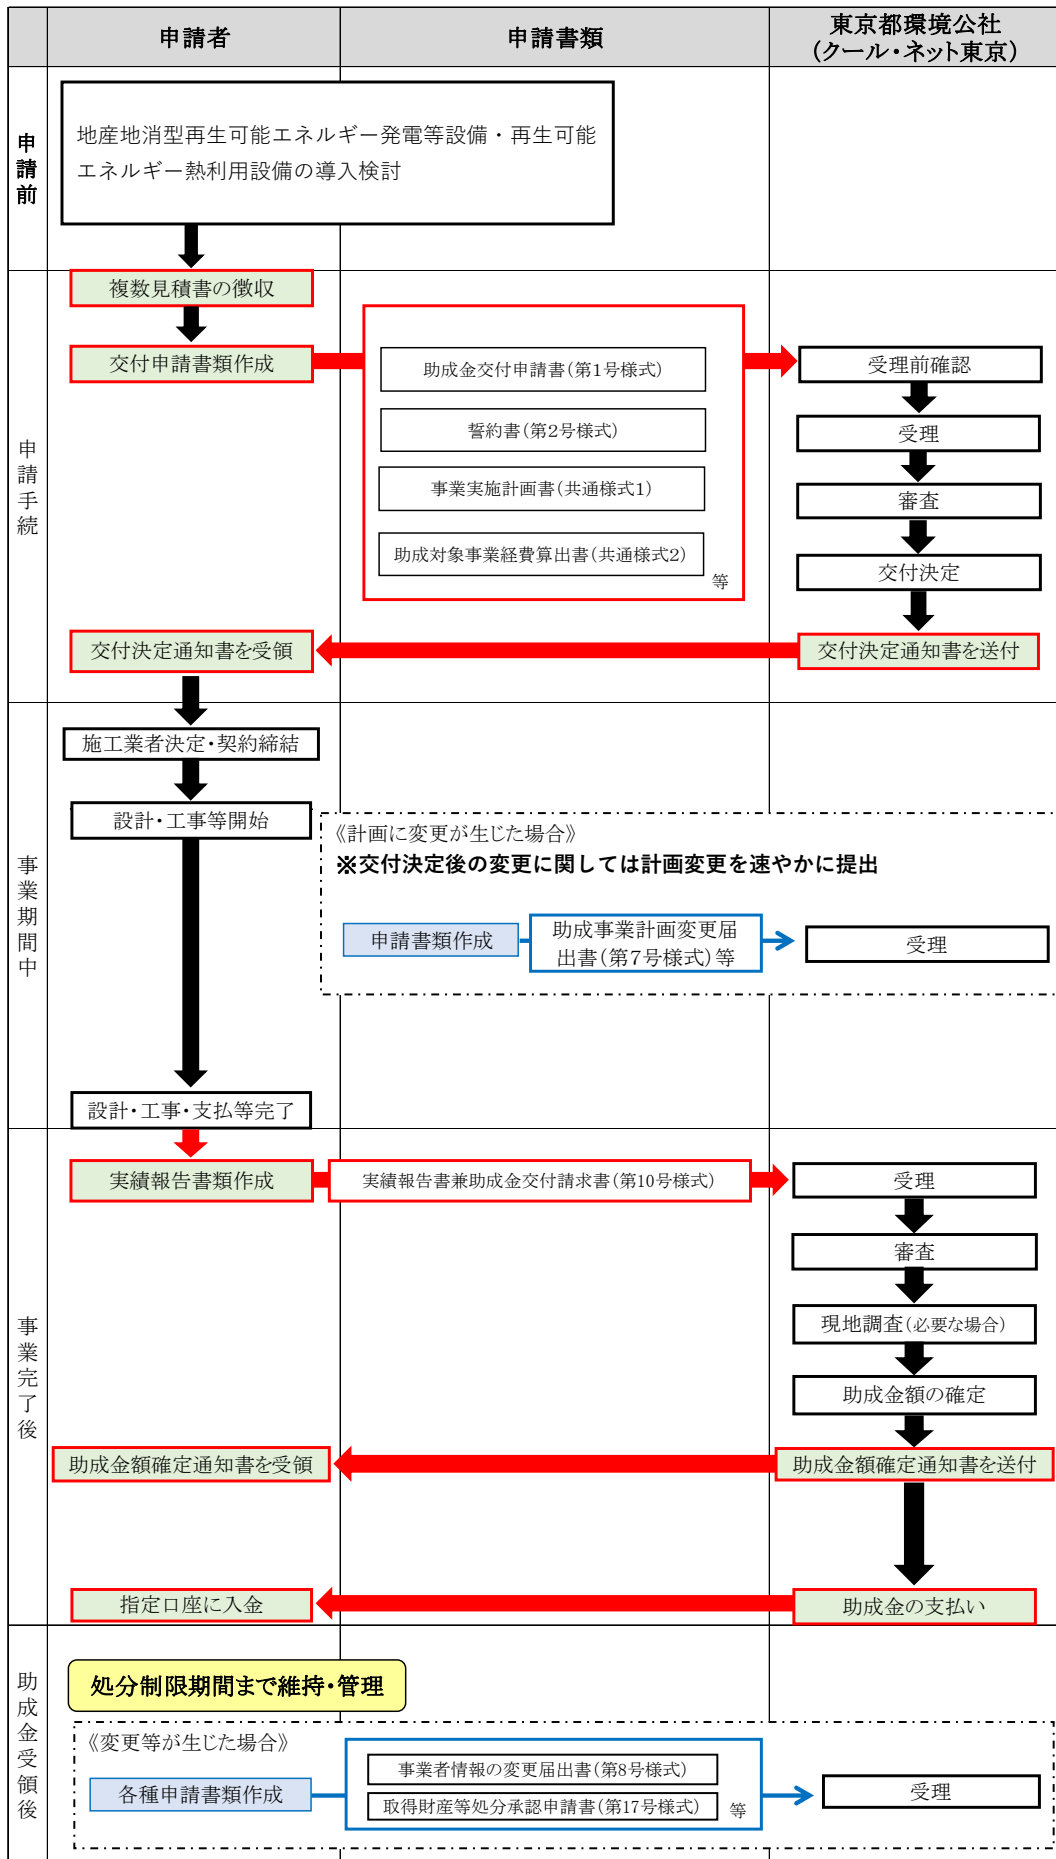 申請者
申請書類
東京都環境公社
(クール・ネット東京)
申請前
地産地消型再生可能エネルギー発電等設備・再生可能
エネルギー熱利用設備の導入検討
申請手続
複数見積書の徴収
交付申請書類作成
助成金交付申請書(第1号様式)
誓約書(第2号様式)
事業実施計画書(共通様式1)
助成対象事業経費算出書(共通様式2)
等
受理前確認
受理
審査
交付決定
交付決定通知書を受領
交付決定通知書を送付
事業期間中
施工業者決定・契約締結
設計・工事等開始
《計画に変更が生じた場合》
※交付決定後の変更に関しては計画変更を速やかに提出
申請書類作成
助成事業計画変更届
出書(第7号様式)等
受理
設計・工事・支払等完了
事業完了後
実績報告書類作成
実績報告書兼助成金交付請求書(第10号様式)
受理
審査
現地調査(必要な場合)
助成金額の確定
助成金額確定通知書を受領
助成金額確定通知書を送付
指定口座に入金
助成金の支払い
助成金受領後
処分制限期間まで維持・管理
《変更等が生じた場合》
各種申請書類作成
事業者情報の変更届出書(第8号様式)
取得財産等処分承認申請書(第17号様式)
等
受理